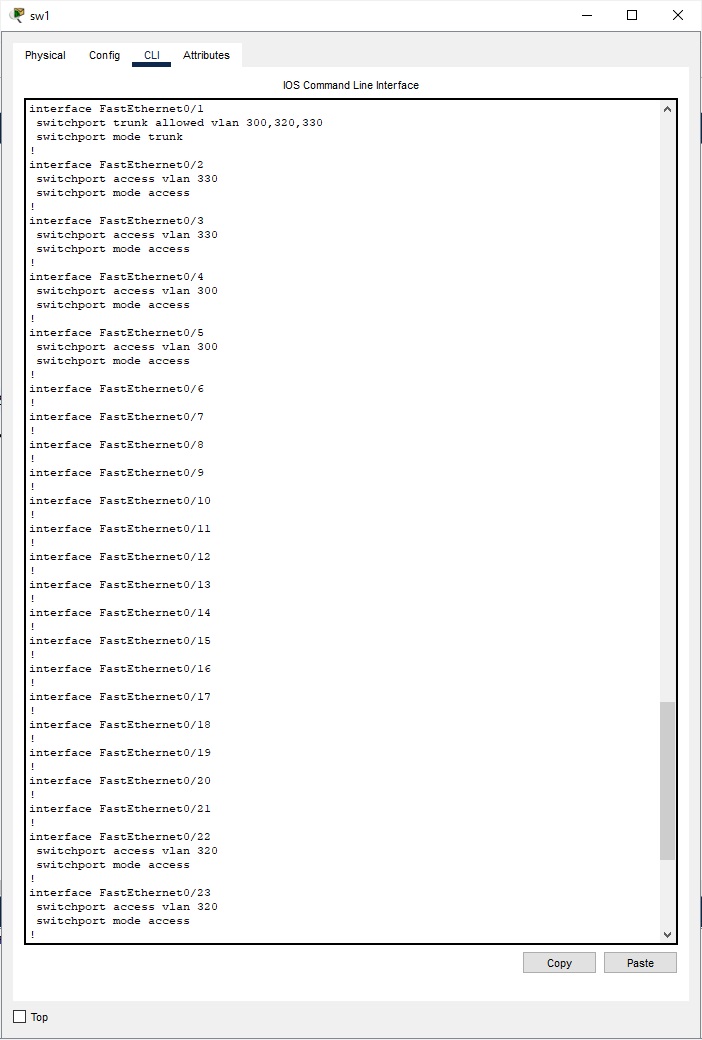 sw1
Physical Config CLI Attributes
IOS Command Line Interface
interface FastEthernet0/1
switchport trunk allowed vlan 300,320,330
switchport mode trunk
!
interface FastEthernet0/2
switchport access vlan 330
switchport mode access
!
interface FastEthernet0/3
switchport access vlan 330
switchport mode access
!
interface FastEthernet0/4
switchport access vlan 300
switchport mode access
!
interface FastEthernet0/5
switchport access vlan 300
switchport mode access
!
interface FastEthernet0/6
!
interface FastEthernet0/7
!
interface FastEthernet0/8
!
interface FastEthernet0/9
!
interface FastEthernet0/10
!
interface FastEthernet0/11
!
interface FastEthernet0/12
!
interface FastEthernet0/13
!
interface FastEthernet0/14
!
interface FastEthernet0/15
!
interface FastEthernet0/16
!
interface FastEthernet0/17
!
interface FastEthernet0/18
!
interface FastEthernet0/19
!
interface FastEthernet0/20
!
interface FastEthernet0/21
!
interface FastEthernet0/22
switchport access vlan 320
switchport mode access
!
interface FastEthernet0/23
switchport access vlan 320
switchport mode access
!
Copy Paste
Top